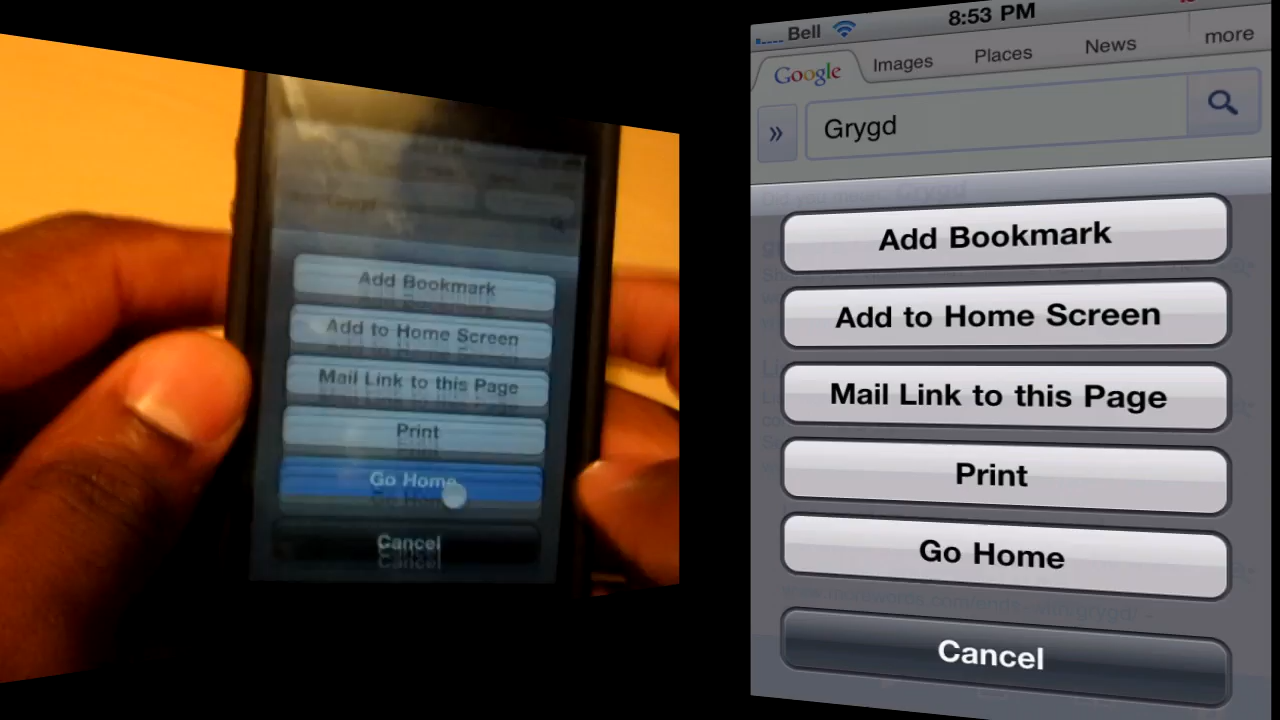 Grygd
Add Bookmark
Add to Home Screen
Mail Link to this Page
Print
Go Home
Cancel
Bell 8:53 PM
Google Images Places News more
» Grygd
Add Bookmark
Add to Home Screen
Mail Link to this Page
Print
Go Home
Cancel